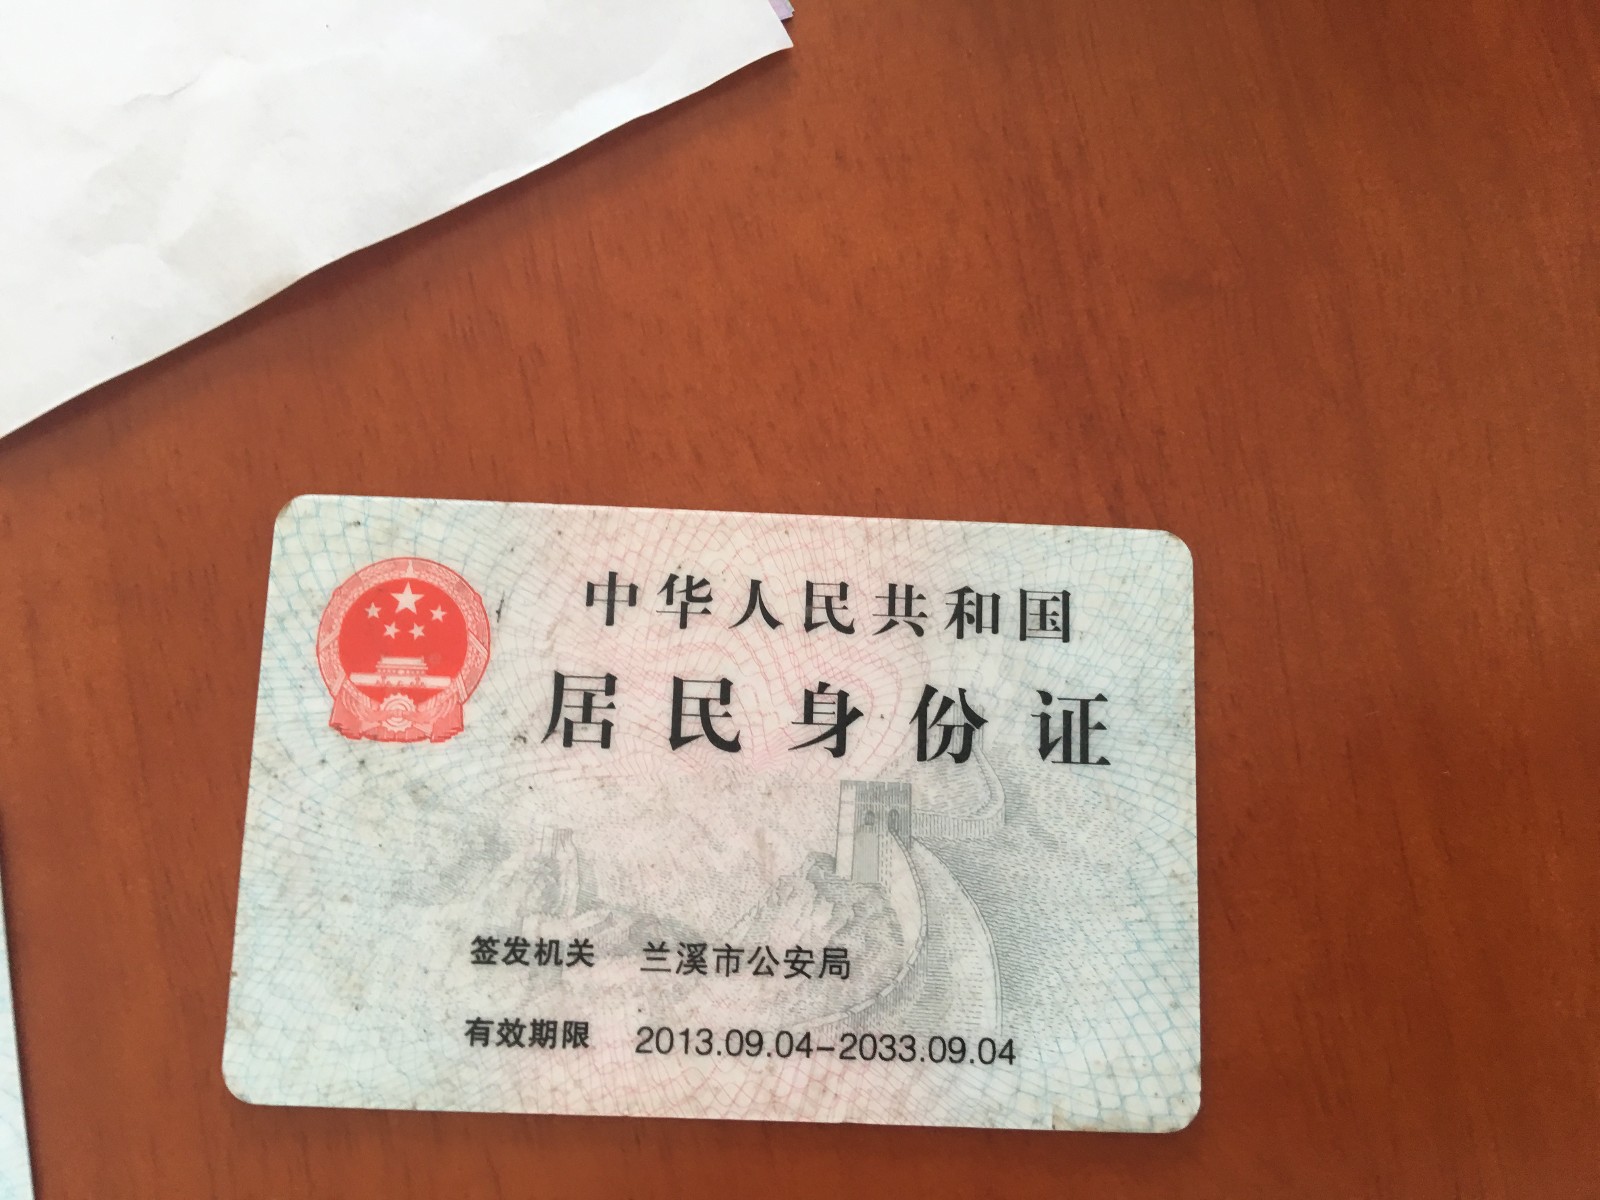 中华人民共和国
居民身份证
签发机关 兰溪市公安局
有效期限 2013.09.04-2033.09.04